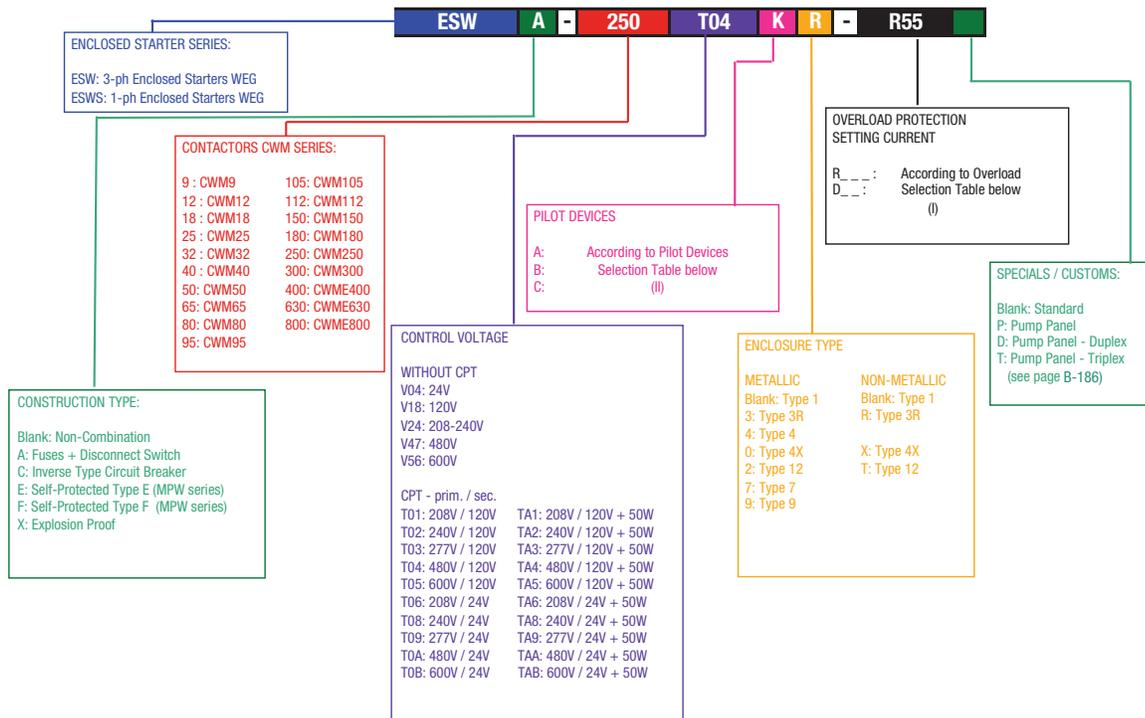 ESW A - 250 T04 K R - R55
ENCLOSED STARTER SERIES:
ESW: 3-ph Enclosed Starters WEG
ESWS: 1-ph Enclosed Starters WEG
CONTACTORS CWM SERIES:
9 : CWM9 105: CWM105
12 : CWM12 112: CWM112
18 : CWM18 150: CWM150
25 : CWM25 180: CWM180
32 : CWM32 250: CWM250
40 : CWM40 300: CWM300
50: CWM50 400: CWME400
65: CWM65 630: CWME630
80: CWM80 800: CWME800
95: CWM95
OVERLOAD PROTECTION
SETTING CURRENT
R_ _ _ : According to Overload
D_ _ : Selection Table below
(I)
PILOT DEVICES
A: According to Pilot Devices
B: Selection Table below
C: (II)
SPECIALS / CUSTOMS:
Blank: Standard
P: Pump Panel
D: Pump Panel - Duplex
T: Pump Panel - Triplex
(see page B-186)
CONTROL VOLTAGE
WITHOUT CPT
V04: 24V
V18: 120V
V24: 208-240V
V47: 480V
V56: 600V
CPT - prim. / sec.
T01: 208V / 120V TA1: 208V / 120V + 50W
T02: 240V / 120V TA2: 240V / 120V + 50W
T03: 277V / 120V TA3: 277V / 120V + 50W
T04: 480V / 120V TA4: 480V / 120V + 50W
T05: 600V / 120V TA5: 600V / 120V + 50W
T06: 208V / 24V TA6: 208V / 24V + 50W
T08: 240V / 24V TA8: 240V / 24V + 50W
T09: 277V / 24V TA9: 277V / 24V + 50W
T0A: 480V / 24V TAA: 480V / 24V + 50W
T0B: 600V / 24V TAB: 600V / 24V + 50W
ENCLOSURE TYPE
METALLIC NON-METALLIC
Blank: Type 1 Blank: Type 1
3: Type 3R R: Type 3R
4: Type 4
0: Type 4X X: Type 4X
2: Type 12 T: Type 12
7: Type 7
9: Type 9
CONSTRUCTION TYPE:
Blank: Non-Combination
A: Fuses + Disconnect Switch
C: Inverse Type Circuit Breaker
E: Self-Protected Type E (MPW series)
F: Self-Protected Type F (MPW series)
X: Explosion Proof